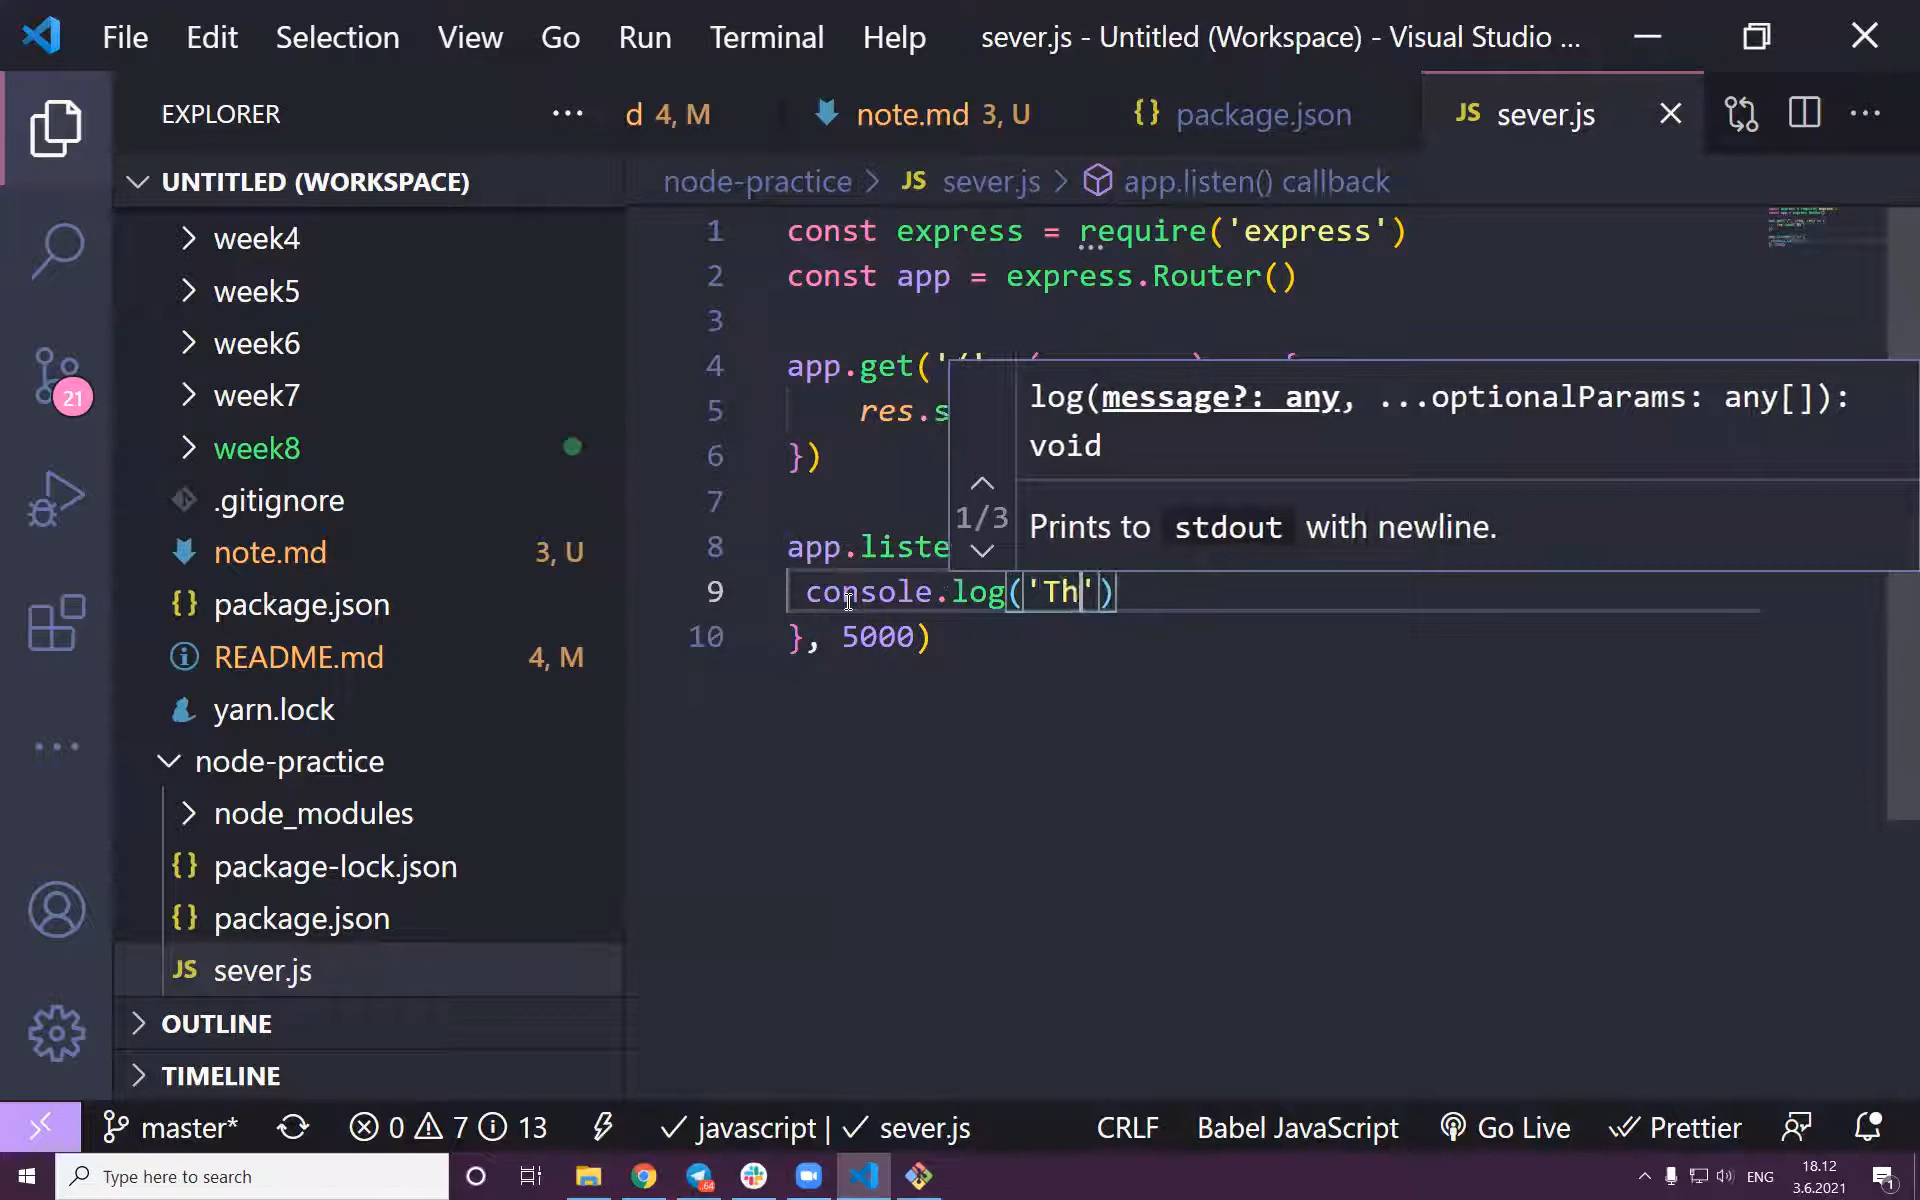 File Edit Selection View Go Run Terminal Help sever.js - Untitled (Workspace) - Visual Studio ...
EXPLORER ... d 4, M note.md 3, U {} package.json JS sever.js
UNTITLED (WORKSPACE) node-practice > JS sever.js > app.listen() callback
week4
week5
week6
week7
week8
.gitignore
note.md 3, U
{} package.json
README.md 4, M
yarn.lock
node-practice
node_modules
{} package-lock.json
{} package.json
JS sever.js
OUTLINE
TIMELINE
1 const express = require('express')
2 const app = express.Router()
3
4 app.get('/'
5 res.s
6 })
7
8 app.liste
9 console.log('Th')
10 }, 5000)
log(message?: any, ...optionalParams: any[]):
void
1/3
Prints to stdout with newline.
21
master* 0 7 13 javascript | sever.js CRLF Babel JavaScript Go Live Prettier
Type here to search 64 ENG 18.12
3.6.2021 1